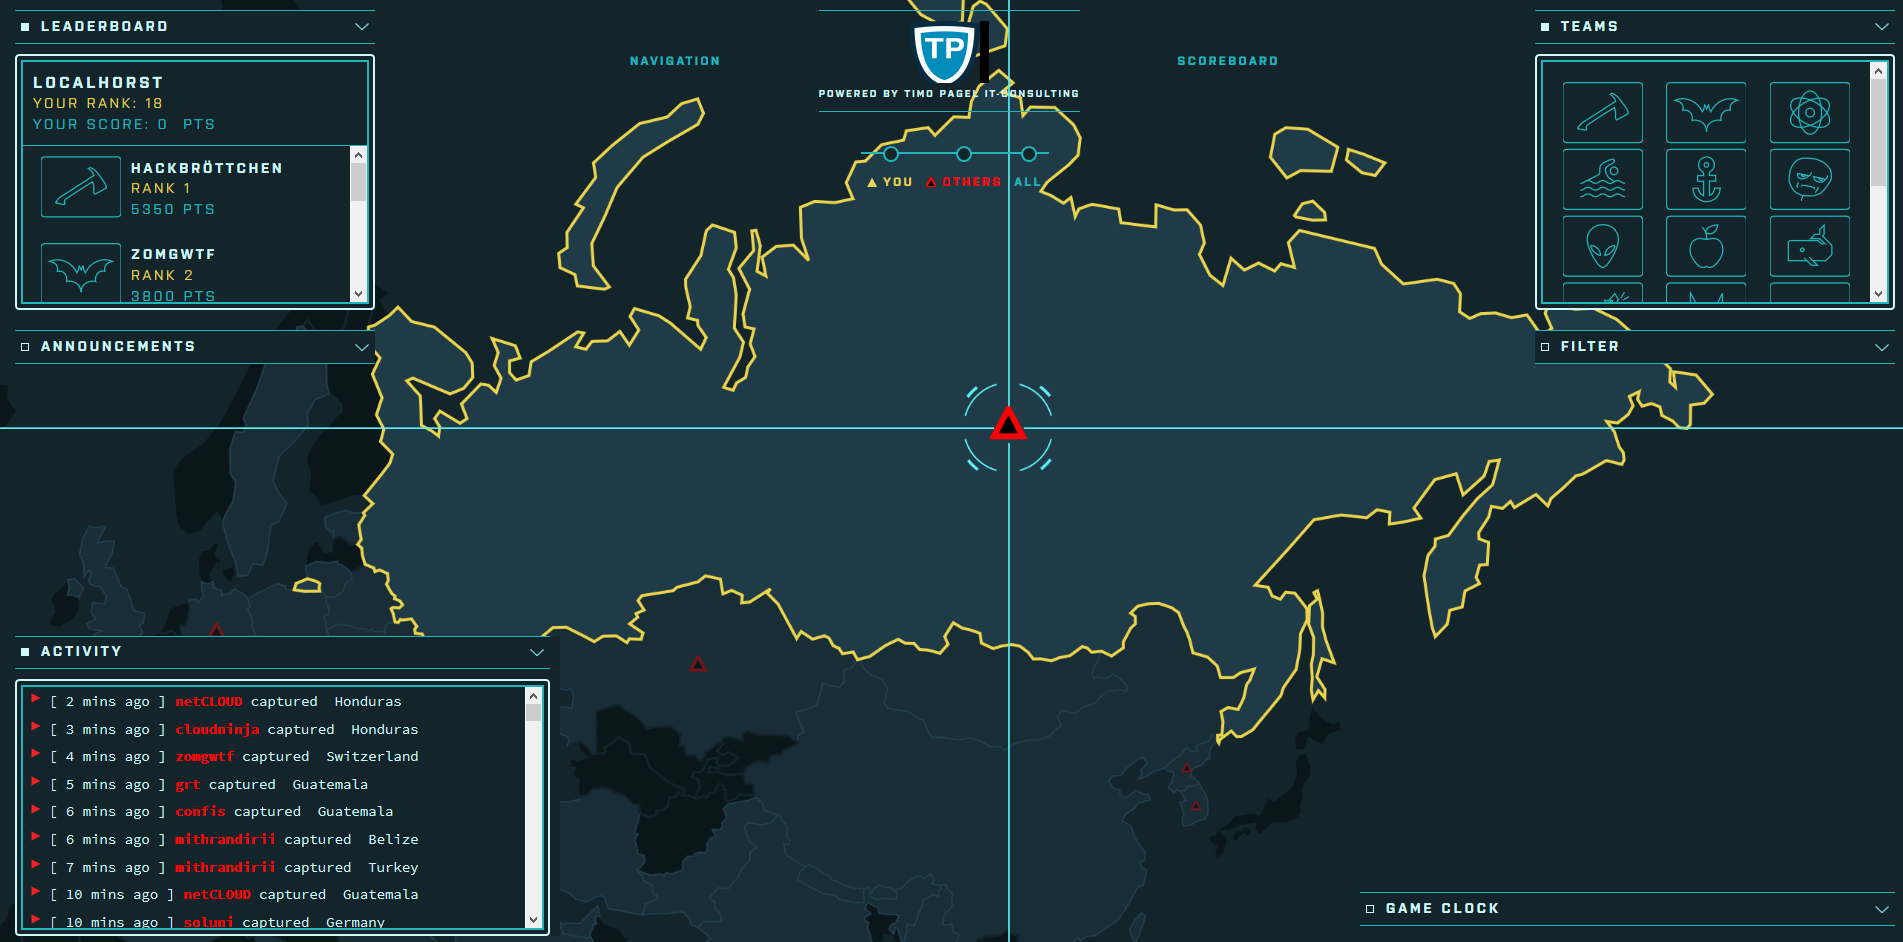 LEADERBOARD
LOCALHORST
YOUR RANK: 18
YOUR SCORE: 0 PTS
HACKBRÖTTCHEN
RANK 1
5350 PTS
ZOMGWTF
RANK 2
3800 PTS
ANNOUNCEMENTS
NAVIGATION
TP
POWERED BY TIMO PAGEL IT-CONSULTING
SCOREBOARD
YOU OTHERS ALL
TEAMS
FILTER
ACTIVITY
[ 2 mins ago ] netCLOUD captured Honduras
[ 3 mins ago ] cloudninja captured Honduras
[ 4 mins ago ] zomgwtf captured Switzerland
[ 5 mins ago ] grt captured Guatemala
[ 6 mins ago ] confis captured Guatemala
[ 6 mins ago ] mithrandirii captured Belize
[ 7 mins ago ] mithrandirii captured Turkey
[ 10 mins ago ] netCLOUD captured Guatemala
[ 10 mins ago ] captured Germany
GAME CLOCK